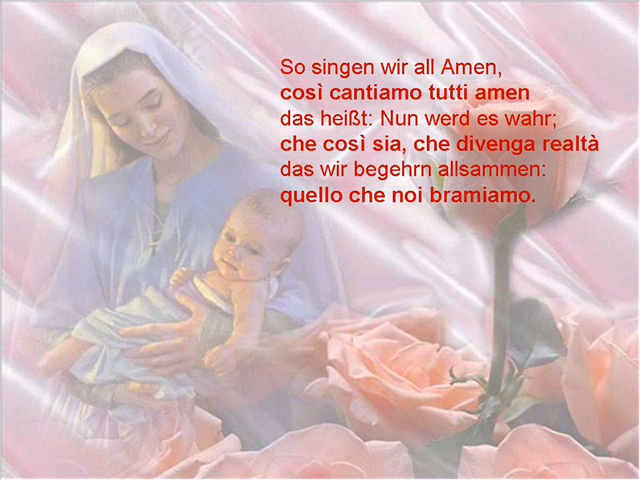 So singen wir all Amen,
così cantiamo tutti amen
das heißt: Nun werd es wahr;
che così sia, che divenga realtà
das wir begehrn allsammen:
quello che noi bramiamo.